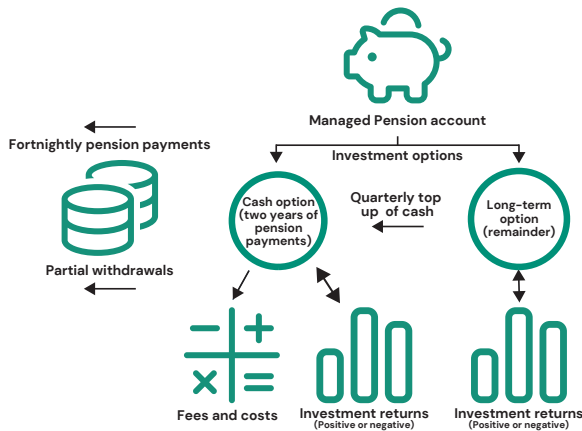 Managed Pension account
Investment options
Fortnightly pension payments
Partial withdrawals
Cash option
(two years of
pension
payments)
Quarterly top
up of cash
Long-term
option
(remainder)
Fees and costs
Investment returns
(Positive or negative)
Investment returns
(Positive or negative)